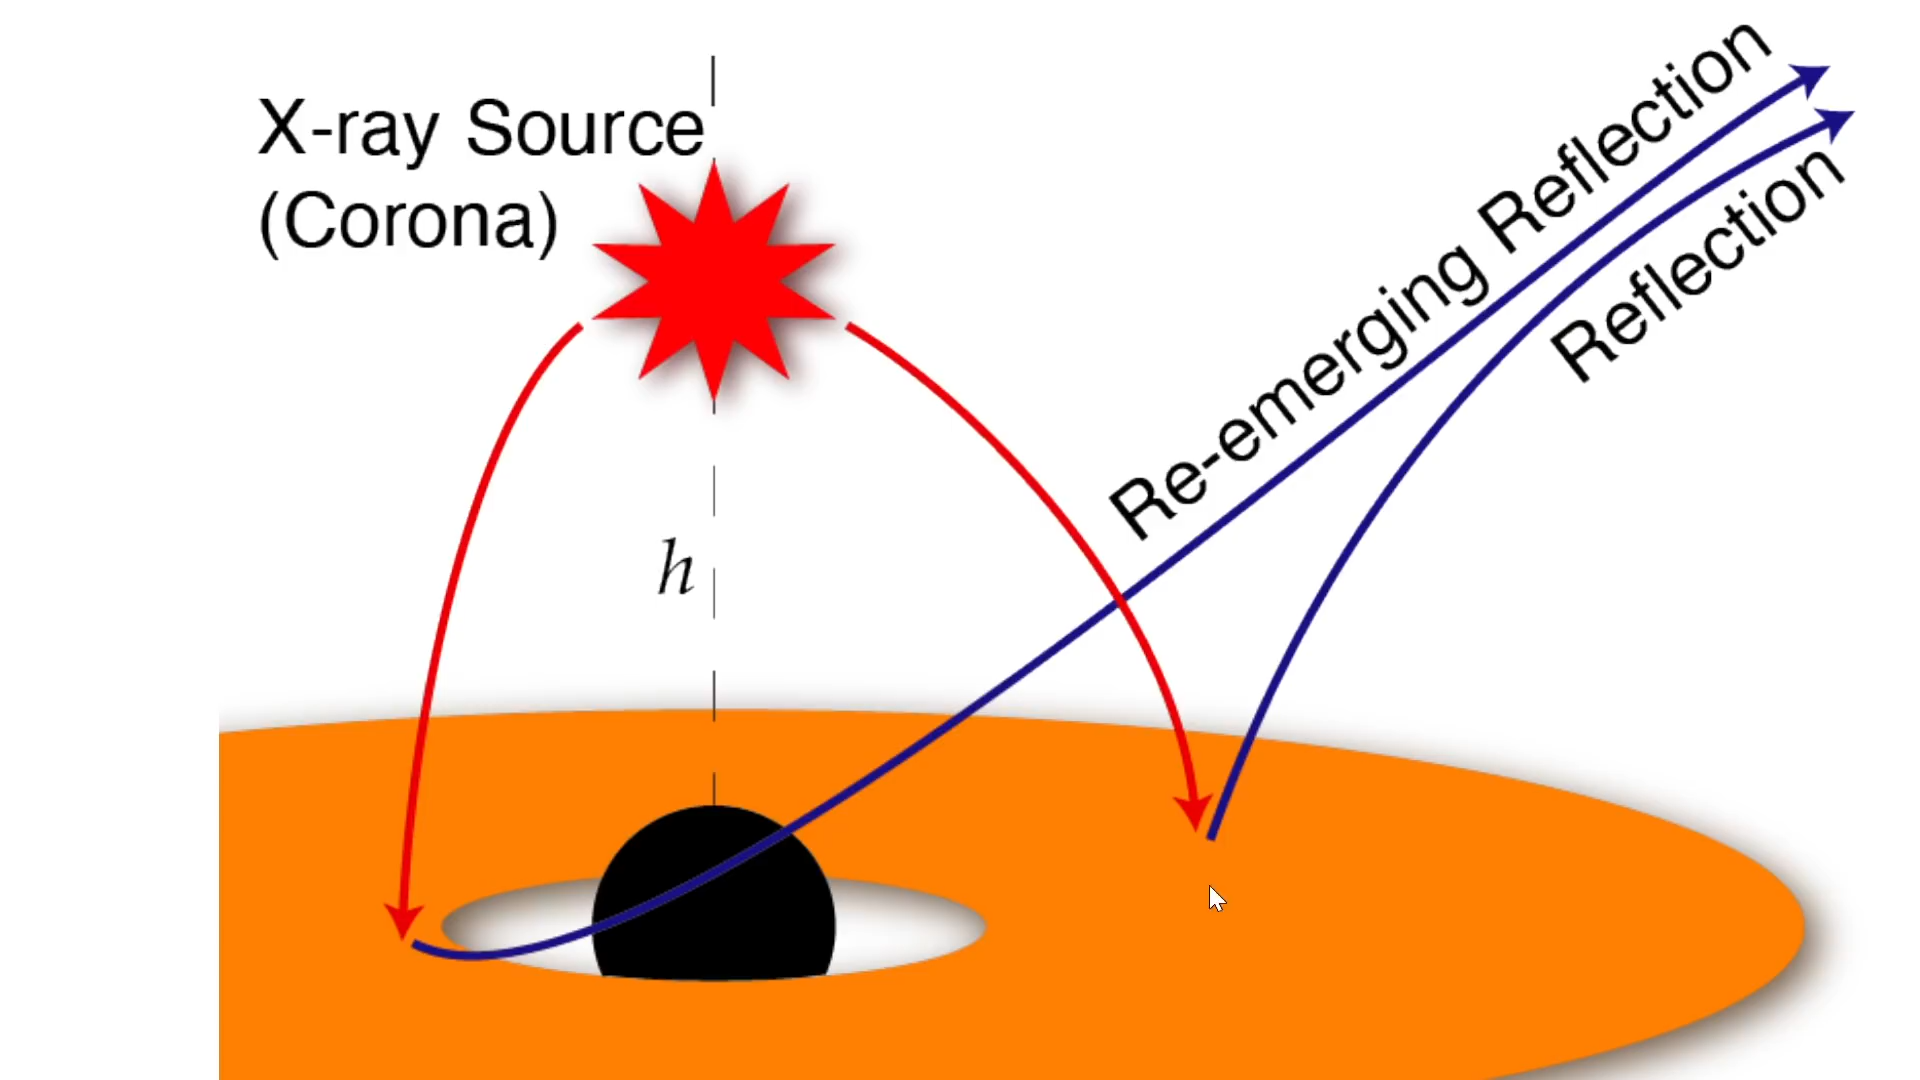 X-ray Source
(Corona)
h
Re-emerging Reflection
Reflection